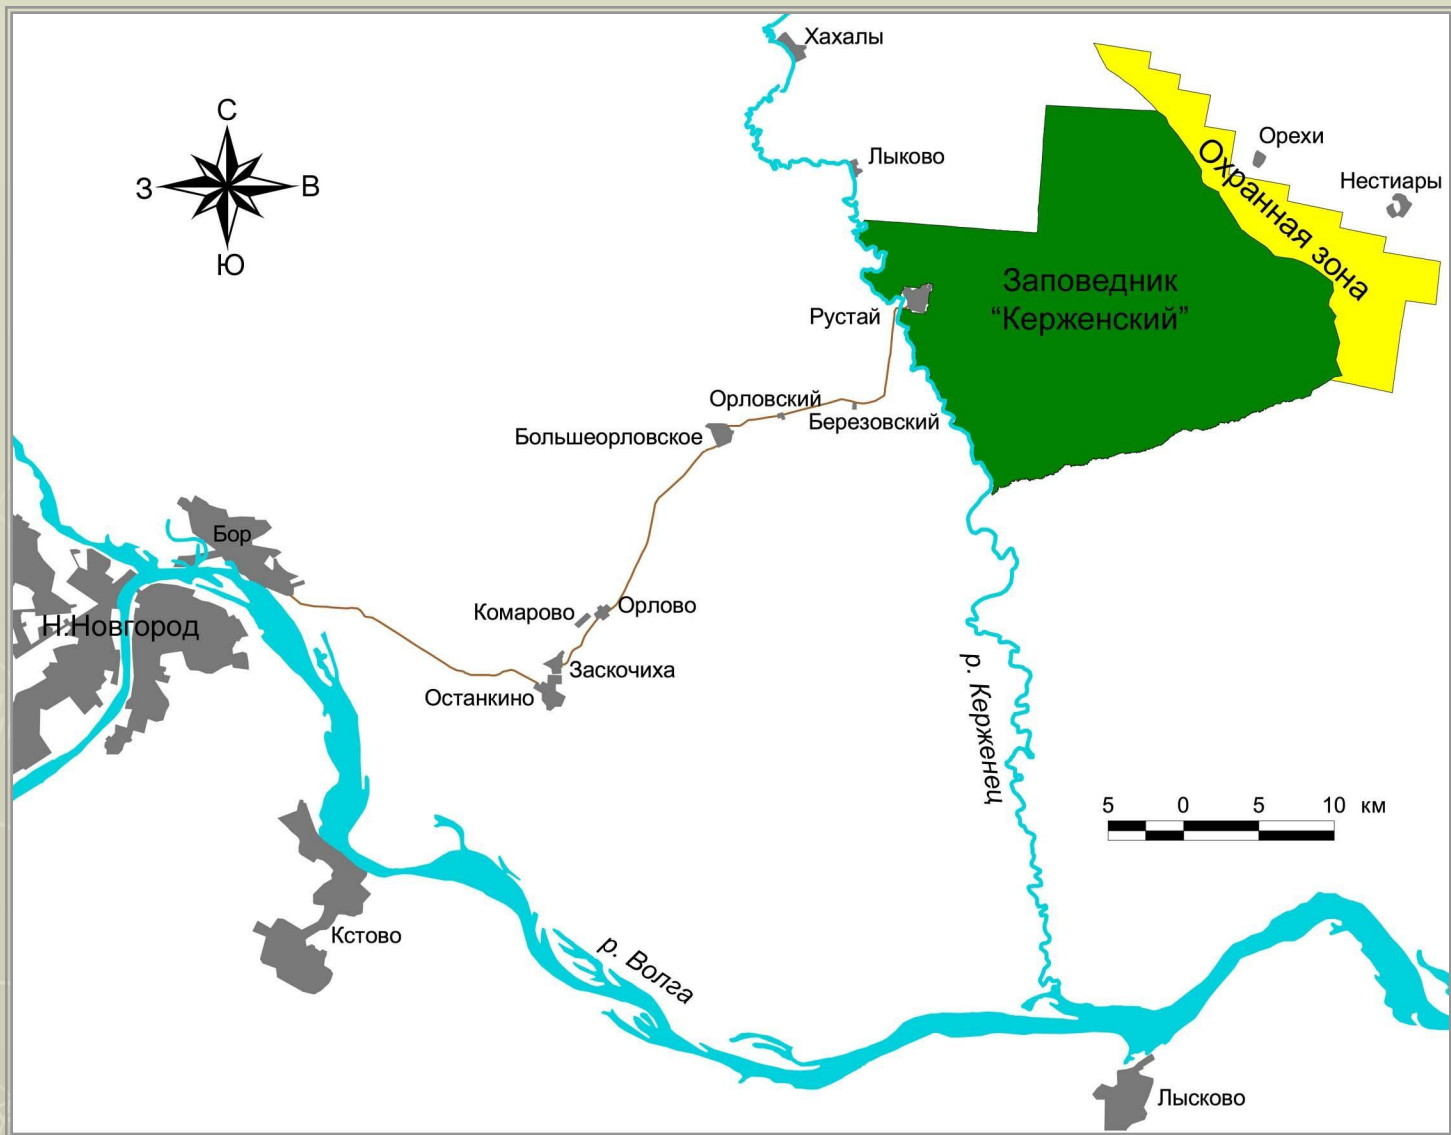 Хахалы
С
З
В
Ю
Лыково
Орехи
Нестиары
Охранная зона
Заповедник
“Керженский”
Рустай
Орловский
Березовский
Большеорловское
Бор
Н.Новгород
Комарово
Орлово
Заскочиха
Останкино
р. Керженец
5 0 5 10 км
Кстово
р. Волга
Лысково